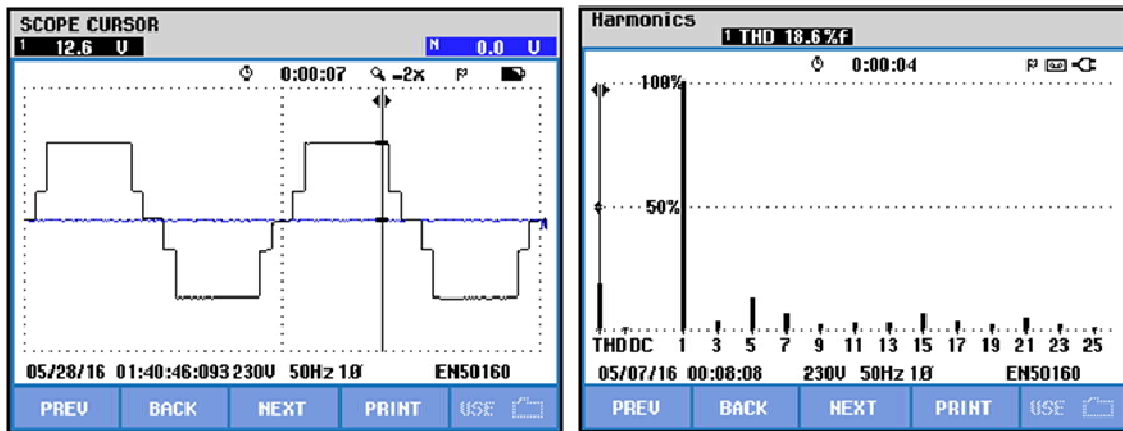 SCOPE CURSOR
1 12.6 U
N 0.0 U
0:00:07 -2x
05/28/16 01:40:46:093 230V 50Hz 1Ø EN50160
PREV BACK NEXT PRINT USE
Harmonics
1 THD 18.6%f
0:00:04
100%
50%
THD DC 1 3 5 7 9 11 13 15 17 19 21 23 25
05/07/16 00:08:08 230V 50Hz 1Ø EN50160
PREV BACK NEXT PRINT USE